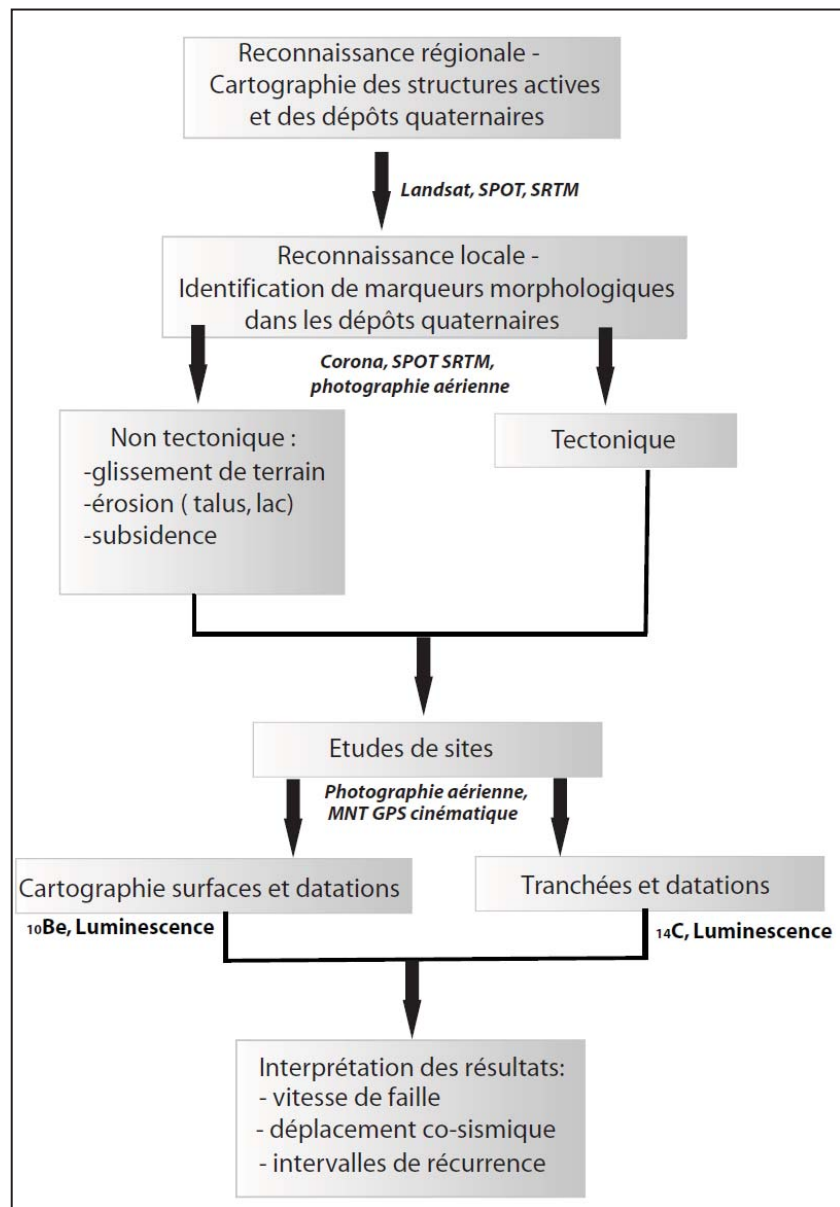 Reconnaissance régionale -
Cartographie des structures actives
et des dépôts quaternaires
Landsat, SPOT, SRTM
Reconnaissance locale -
Identification de marqueurs morphologiques
dans les dépôts quaternaires
Corona, SPOT SRTM,
photographie aérienne
Non tectonique :
-glissement de terrain
-érosion ( talus, lac)
-subsidence
Tectonique
Etudes de sites
Photographie aérienne,
MNT GPS cinématique
Cartographie surfaces et datations
10Be, Luminescence
Tranchées et datations
14C, Luminescence
Interprétation des résultats:
- vitesse de faille
- déplacement co-sismique
- intervalles de récurrence